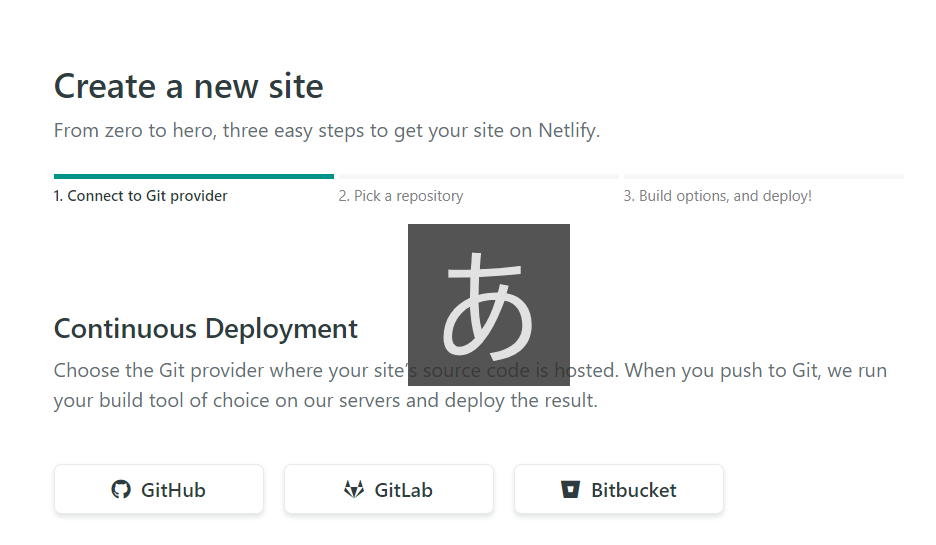 Create a new site
From zero to hero, three easy steps to get your site on Netlify.
1. Connect to Git provider
2. Pick a repository
3. Build options, and deploy!
あ
Continuous Deployment
Choose the Git provider where your site's source code is hosted. When you push to Git, we run
your build tool of choice on our servers and deploy the result.
GitHub
GitLab
Bitbucket